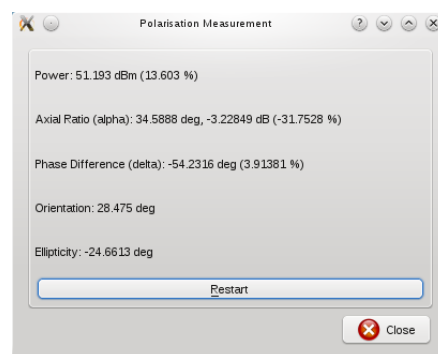 Polarisation Measurement
Power: 51.193 dBm (13.603 %)
Axial Ratio (alpha): 34.5888 deg, -3.22849 dB (-31.7528 %)
Phase Difference (delta): -54.2316 deg (3.91381 %)
Orientation: 28.475 deg
Ellipticity: -24.6613 deg
Restart
Close